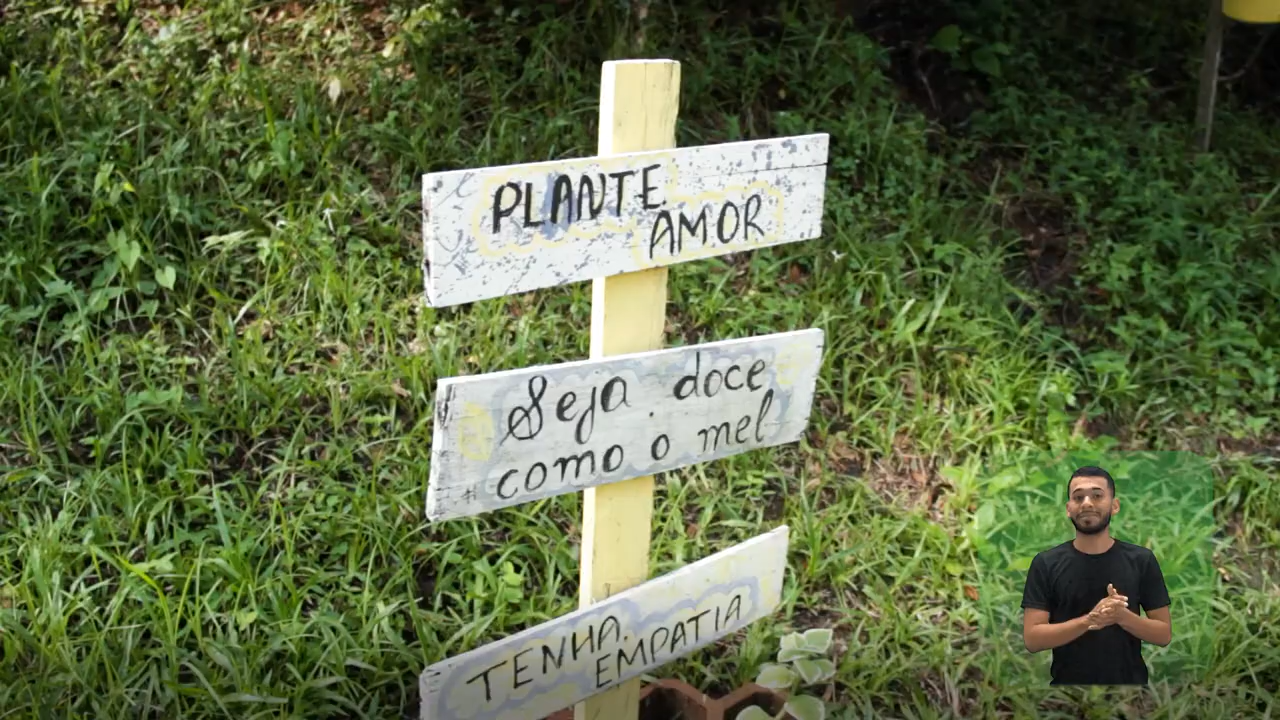 PLANTE
AMOR
Seja doce
como o mel
TENHA
EMPATIA